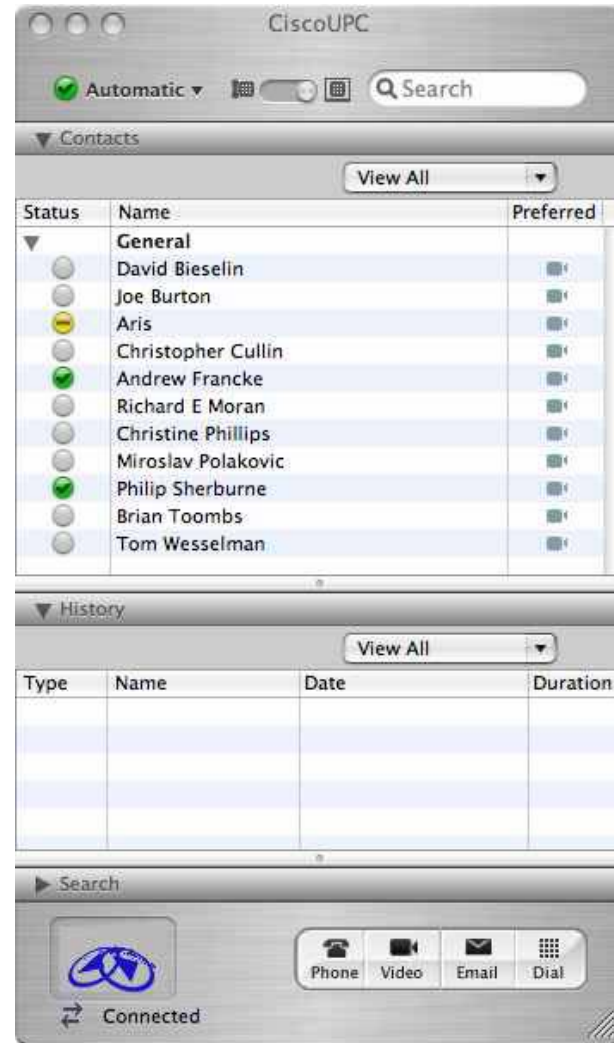 CiscoUPC
Automatic
Search
Contacts
View All
Status Name Preferred
General
David Bieselin
Joe Burton
Aris
Christopher Cullin
Andrew Francke
Richard E Moran
Christine Phillips
Miroslav Polakovic
Philip Sherburne
Brian Toombs
Tom Wesselman
History
View All
Type Name Date Duration
Search
Phone Video Email Dial
Connected